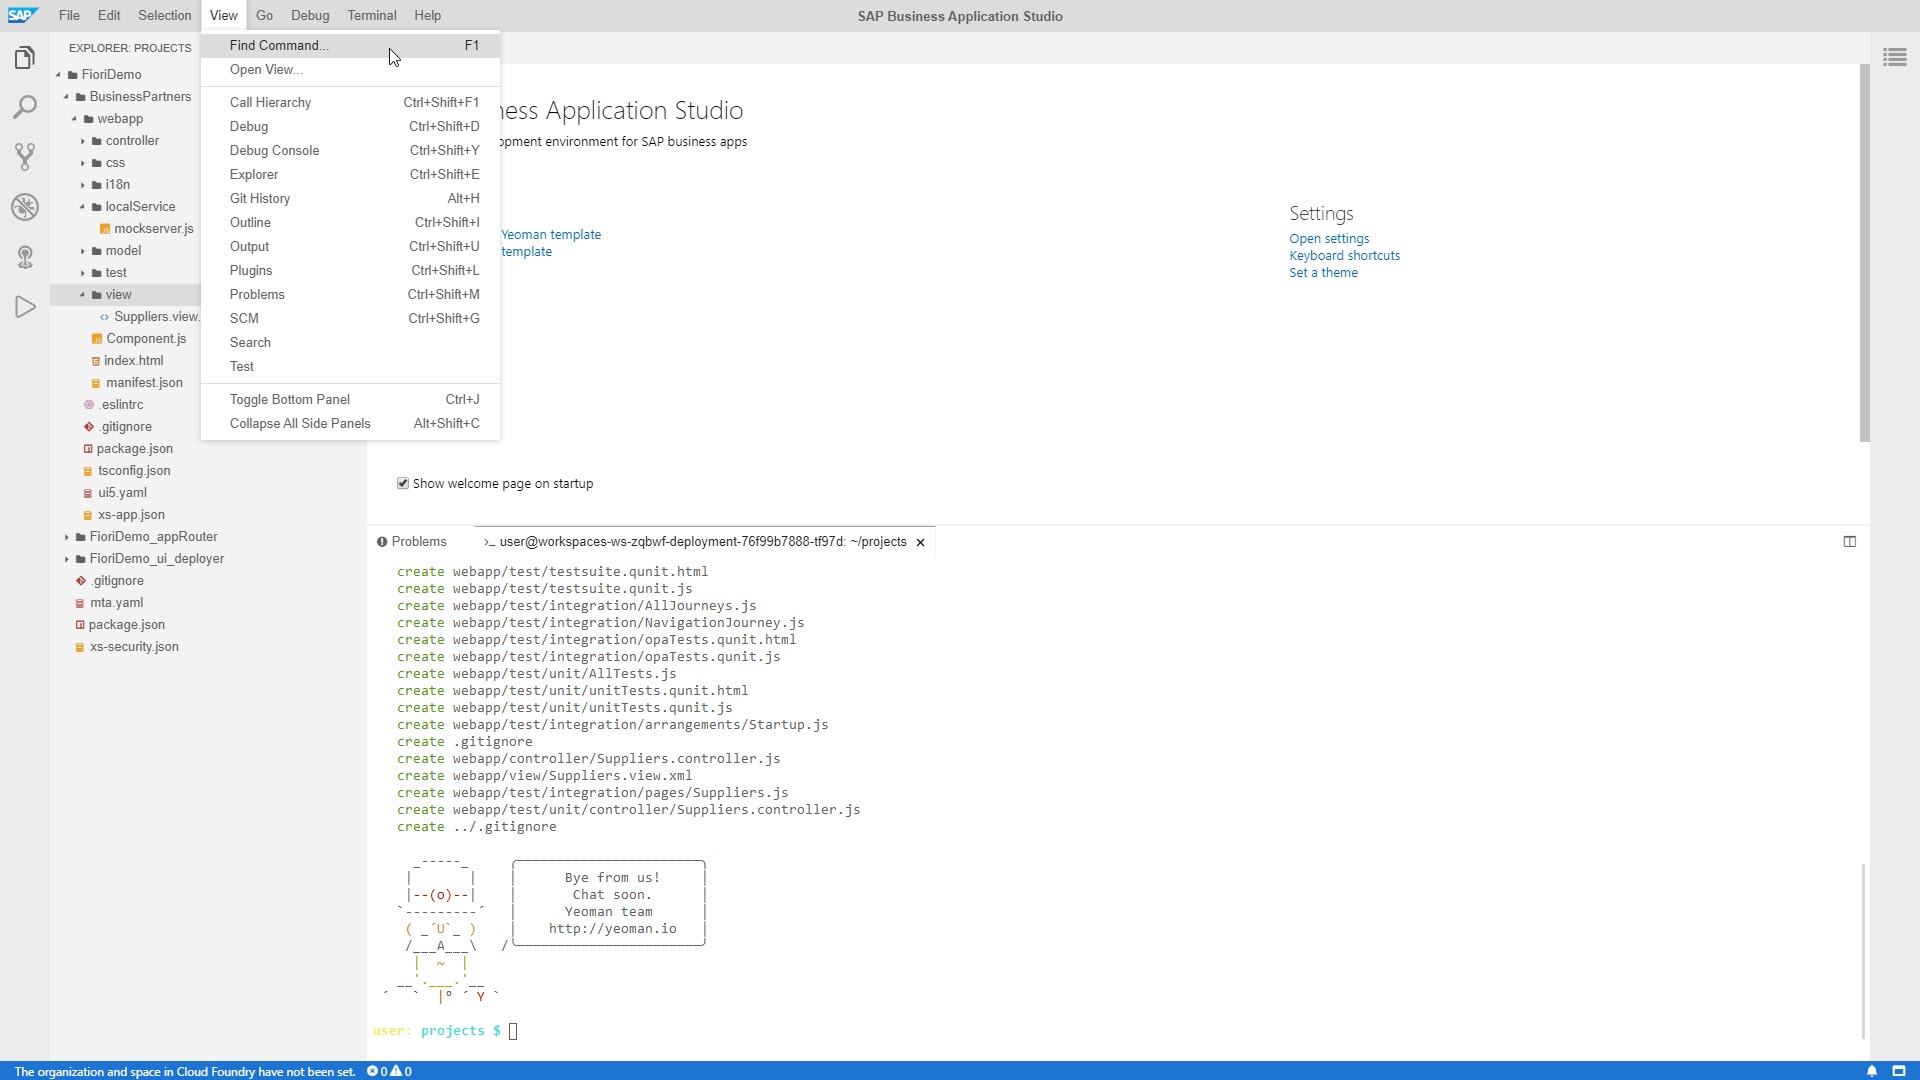 SAP File Edit Selection View Go Debug Terminal Help SAP Business Application Studio
EXPLORER: PROJECTS
FioriDemo
BusinessPartners
webapp
controller
css
i18n
localService
mockserver.js
model
test
view
Suppliers.view.
Component.js
index.html
manifest.json
.eslintrc
.gitignore
package.json
tsconfig.json
ui5.yaml
xs-app.json
FioriDemo_appRouter
FioriDemo_ui_deployer
.gitignore
mta.yaml
package.json
xs-security.json
Find Command... F1
Open View...
Call Hierarchy Ctrl+Shift+F1
Debug Ctrl+Shift+D
Debug Console Ctrl+Shift+Y
Explorer Ctrl+Shift+E
Git History Alt+H
Outline Ctrl+Shift+I
Output Ctrl+Shift+U
Plugins Ctrl+Shift+L
Problems Ctrl+Shift+M
SCM Ctrl+Shift+G
Search
Test
Toggle Bottom Panel Ctrl+J
Collapse All Side Panels Alt+Shift+C
ness Application Studio
opment environment for SAP business apps
Yeoman template
template
Settings
Open settings
Keyboard shortcuts
Set a theme
Show welcome page on startup
Problems >_ user@workspaces-ws-zqbwf-deployment-76f99b7888-tf97d: ~/projects ×
create webapp/test/testsuite.qunit.html
create webapp/test/testsuite.qunit.js
create webapp/test/integration/AllJourneys.js
create webapp/test/integration/NavigationJourney.js
create webapp/test/integration/opaTests.qunit.html
create webapp/test/integration/opaTests.qunit.js
create webapp/test/unit/AllTests.js
create webapp/test/unit/unitTests.qunit.html
create webapp/test/unit/unitTests.qunit.js
create webapp/test/integration/arrangements/Startup.js
create .gitignore
create webapp/controller/Suppliers.controller.js
create webapp/view/Suppliers.view.xml
create webapp/test/integration/pages/Suppliers.js
create webapp/test/unit/controller/Suppliers.controller.js
create ../.gitignore
_-----_
| |
|--(o)--|
`---------´
( _´U`_ )
/___A___\ /
| ~ |
__'.___.'__
´ ` |° ´ Y `
Bye from us!
Chat soon.
Yeoman team
http://yeoman.io
user: projects $
The organization and space in Cloud Foundry have not been set. 0 0